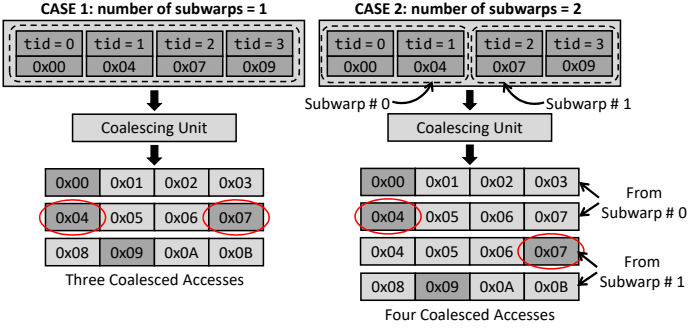 CASE 1: number of subwarps = 1
tid = 0 tid = 1 tid = 2 tid = 3
0x00 0x04 0x07 0x09
Coalescing Unit
0x00 0x01 0x02 0x03
0x04 0x05 0x06 0x07
0x08 0x09 0x0A 0x0B
Three Coalesced Accesses
CASE 2: number of subwarps = 2
tid = 0 tid = 1 tid = 2 tid = 3
0x00 0x04 0x07 0x09
Subwarp # 0 Subwarp # 1
Coalescing Unit
0x00 0x01 0x02 0x03
0x04 0x05 0x06 0x07
From
Subwarp # 0
0x04 0x05 0x06 0x07
0x08 0x09 0x0A 0x0B
From
Subwarp # 1
Four Coalesced Accesses